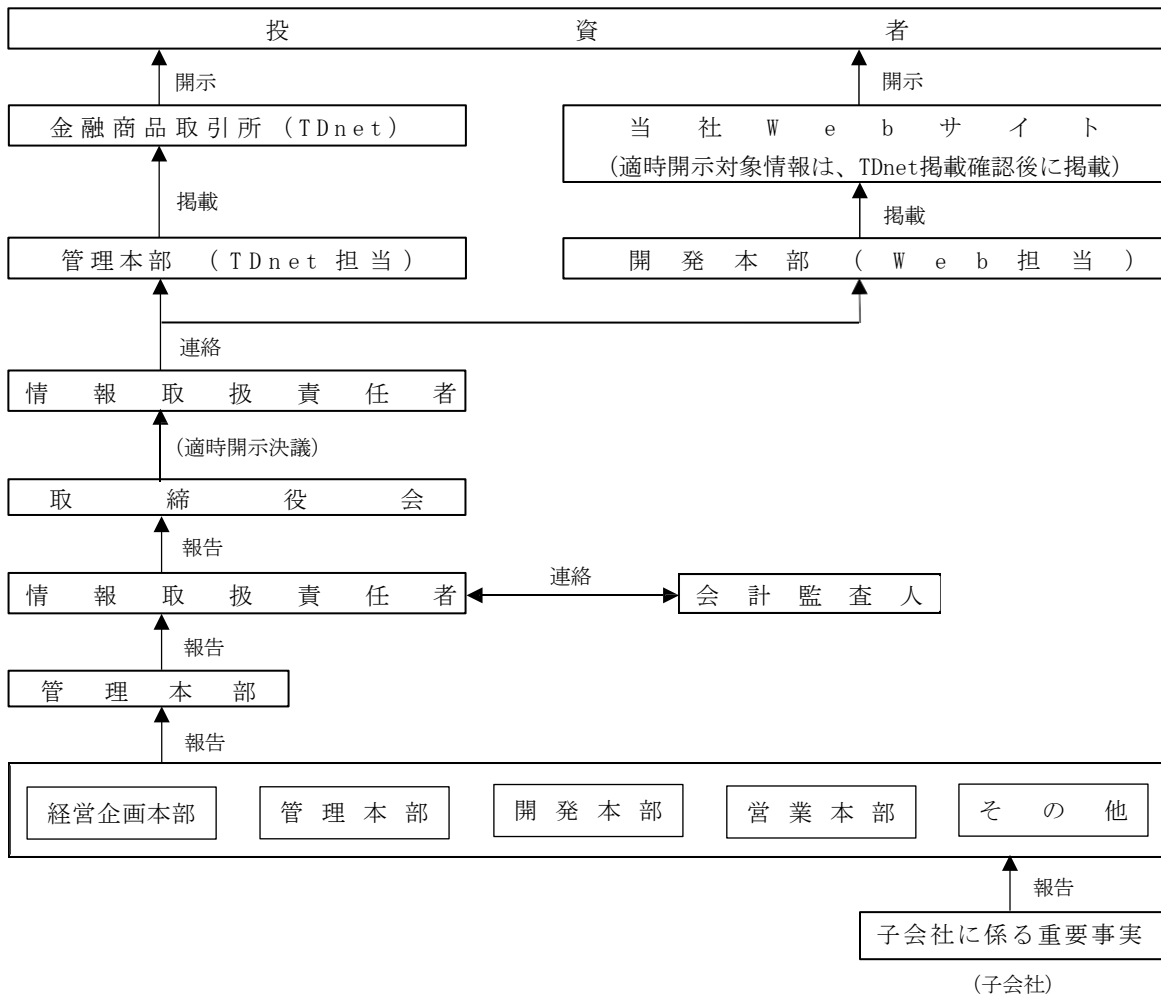 投資者
開示
開示
金融商品取引所（TDnet）
当社Webサイト
(適時開示対象情報は、TDnet掲載確認後に掲載)
掲載
掲載
管理本部（TDnet担当）
開発本部（Web担当）
連絡
情報取扱責任者
(適時開示決議)
取締役会
報告
情報取扱責任者
連絡
会計監査人
報告
管理本部
報告
経営企画本部 管理本部 開発本部 営業本部 その他
報告
子会社に係る重要事実
(子会社)